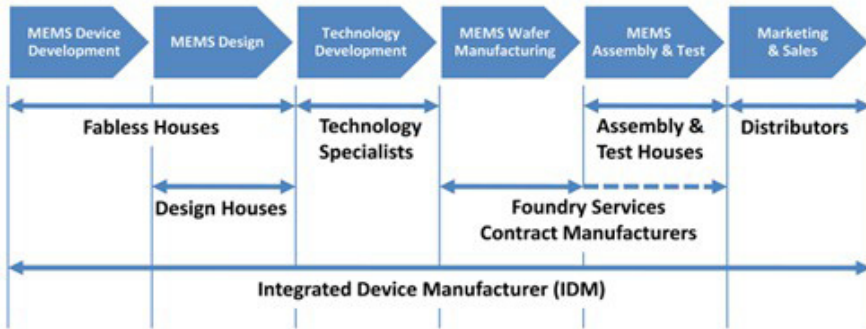 MEMS Device
Development
MEMS Design
Technology
Development
MEMS Wafer
Manufacturing
MEMS
Assembly & Test
Marketing
& Sales
Fabless Houses
Technology
Specialists
Assembly &
Test Houses
Distributors
Design Houses
Foundry Services
Contract Manufacturers
Integrated Device Manufacturer (IDM)